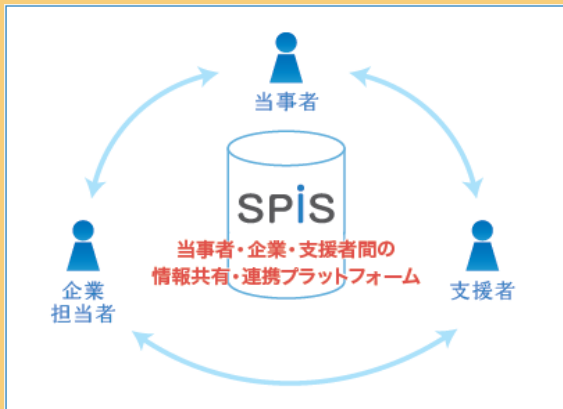 当事者
SPiS
当事者・企業・支援者間の
情報共有・連携プラットフォーム
企業
担当者
支援者